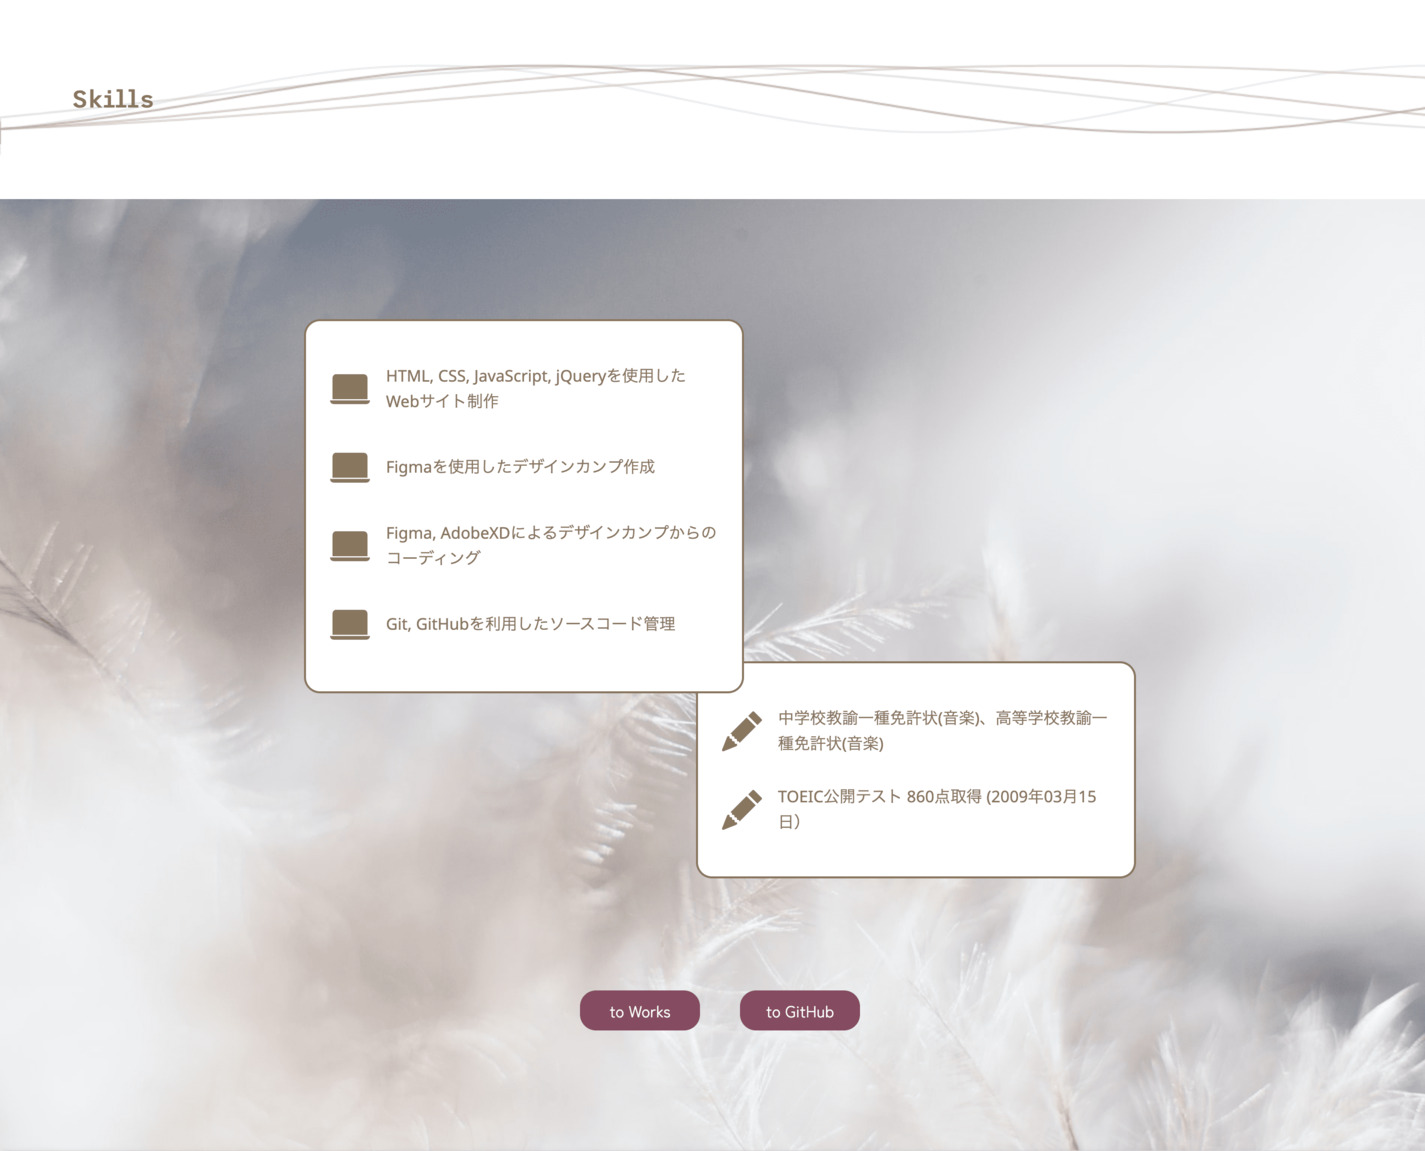 Skills
HTML, CSS, JavaScript, jQueryを使用した
Webサイト制作
Figmaを使用したデザインカンプ作成
Figma, AdobeXDによるデザインカンプからの
コーディング
Git, GitHubを利用したソースコード管理
中学校教諭一種免許状(音楽)、高等学校教諭一
種免許状(音楽)
TOEIC公開テスト 860点取得 (2009年03月15
日）
to Works
to GitHub